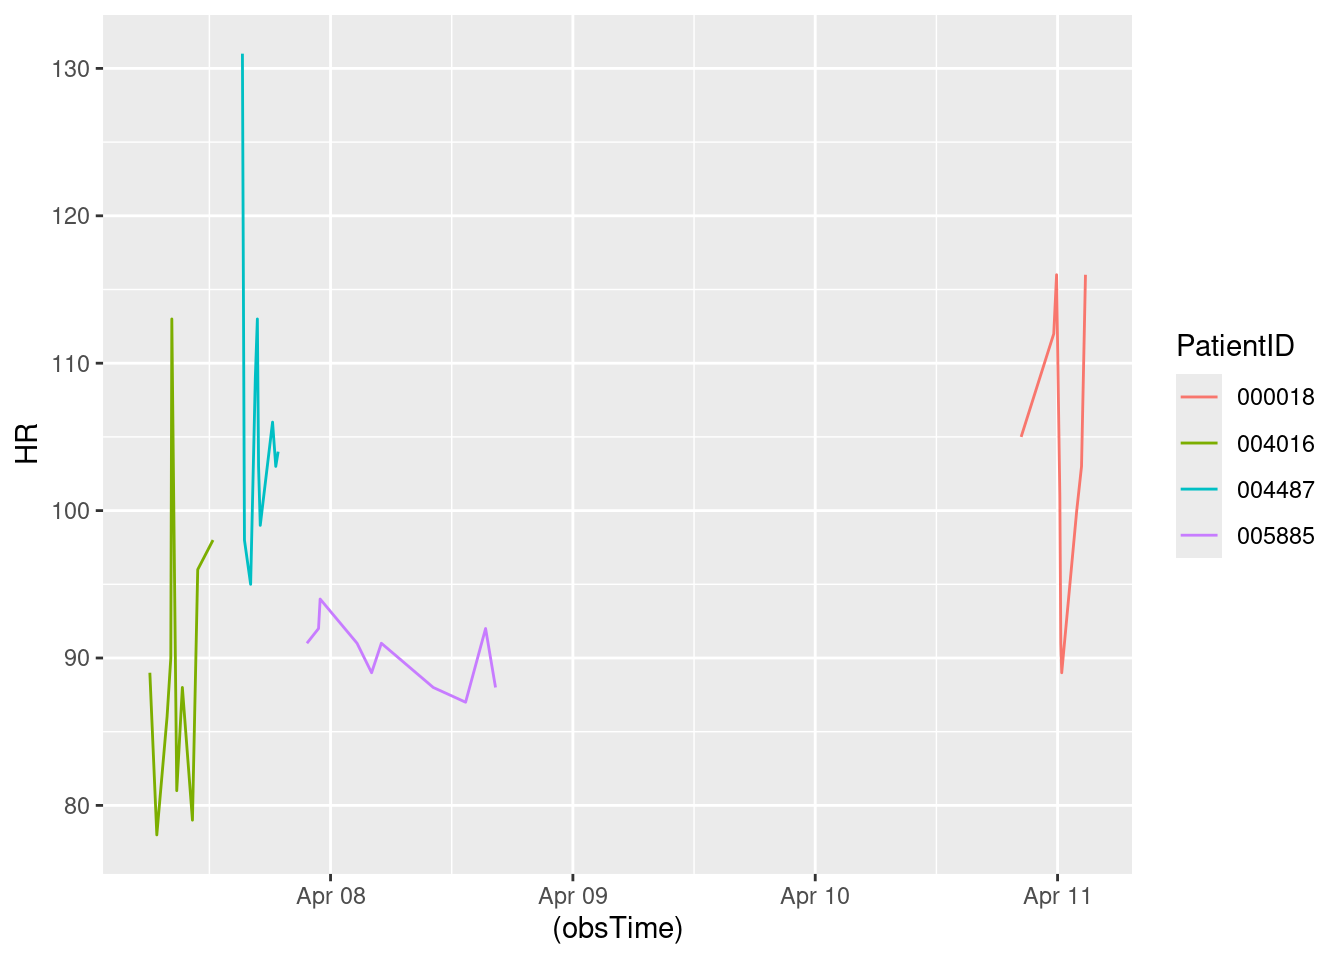 130
120
110
100
90
80
HR
Apr 08
Apr 09
Apr 10
Apr 11
(obsTime)
PatientID
000018
004016
004487
005885